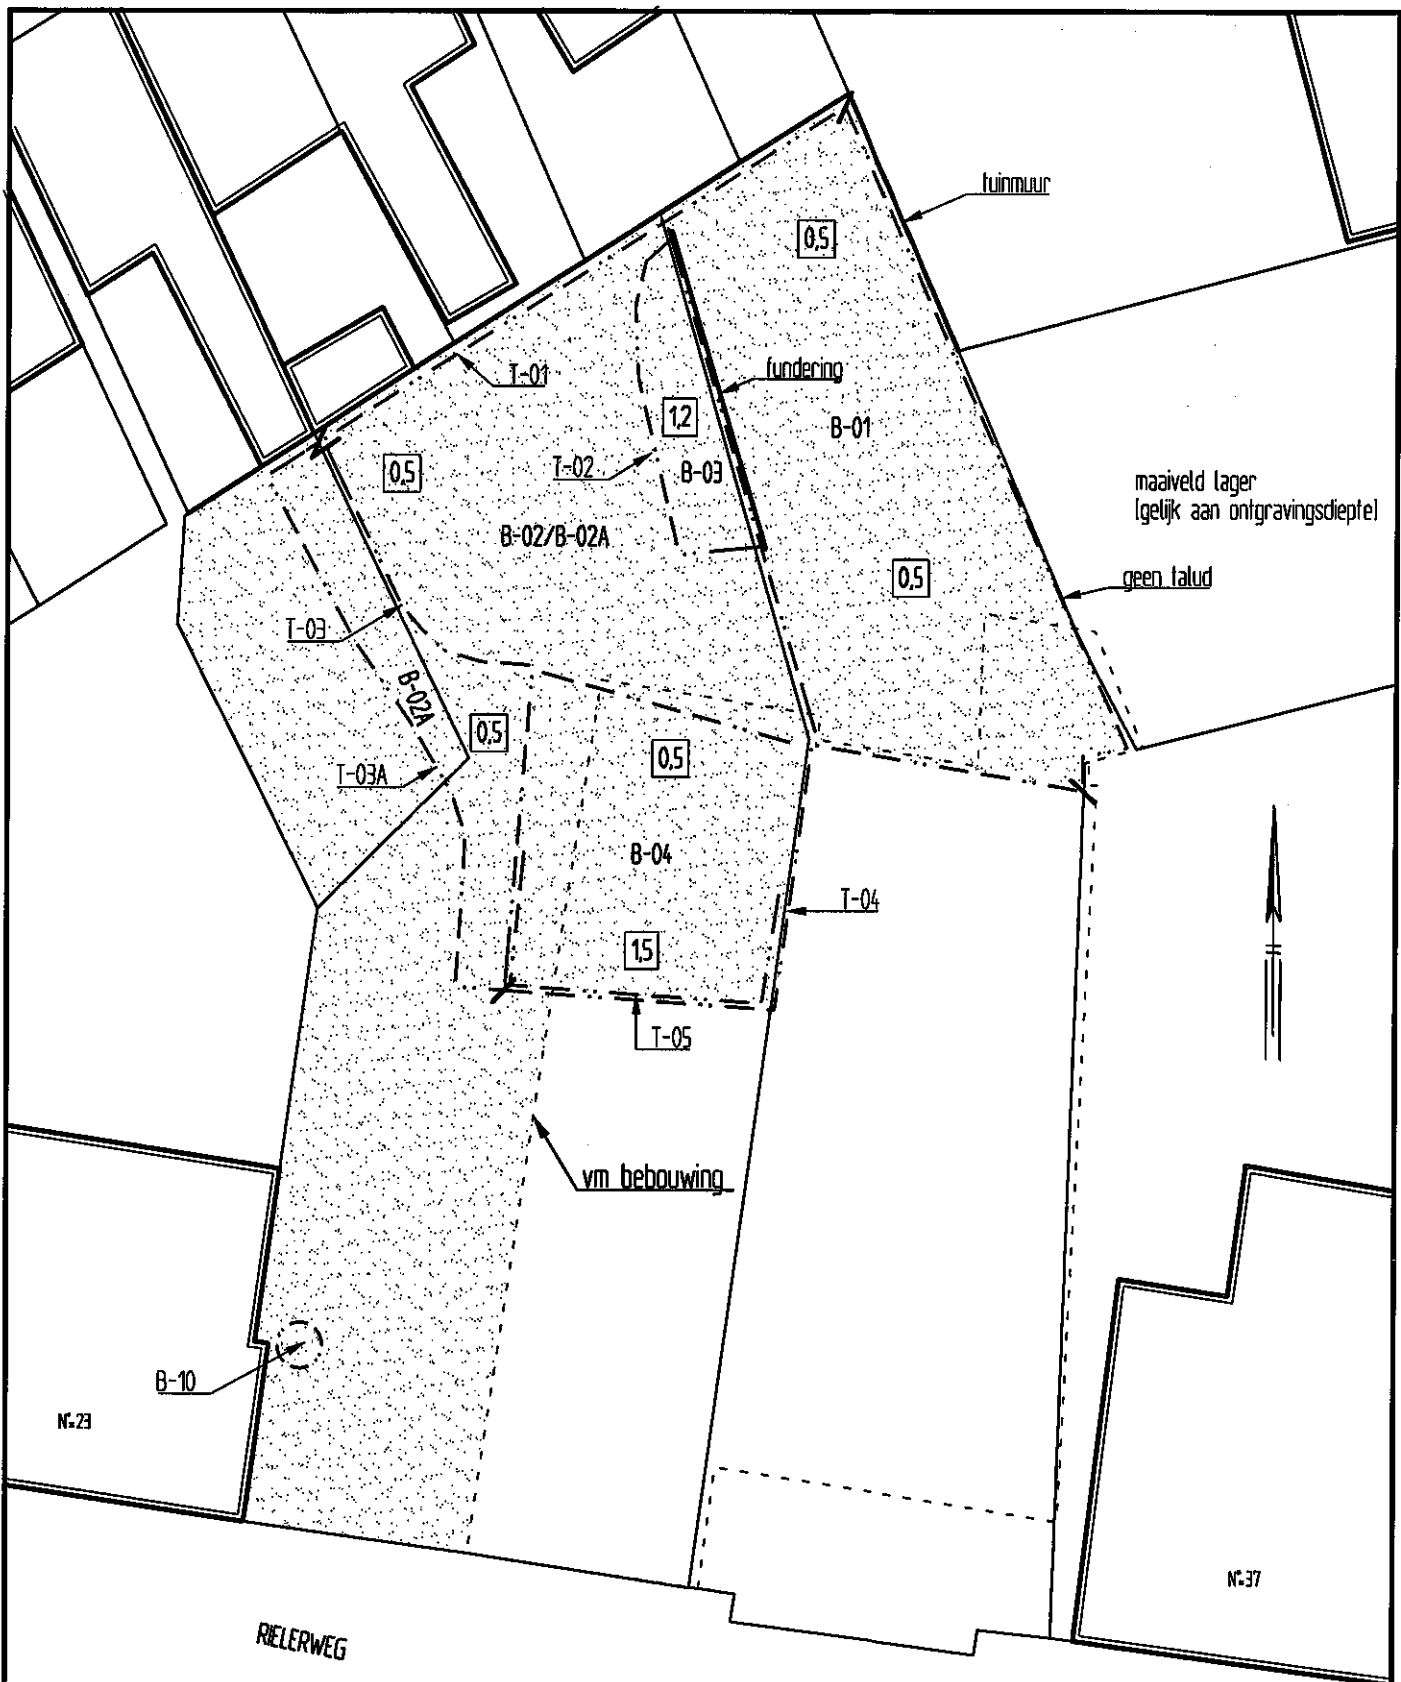 tuinmuur
0,5
fundering
T-01
1,2
B-01
T-02
B-03
0,5
maaiveld lager
[gelijk aan ontgravingsdiepte]
B-02/B-02A
0,5
geen talud
T-03
B-02A
0,5
0,5
T-03A
B-04
T-04
1,5
T-05
vm bebouwing
B-10
N°23
N°37
RIELERWEG